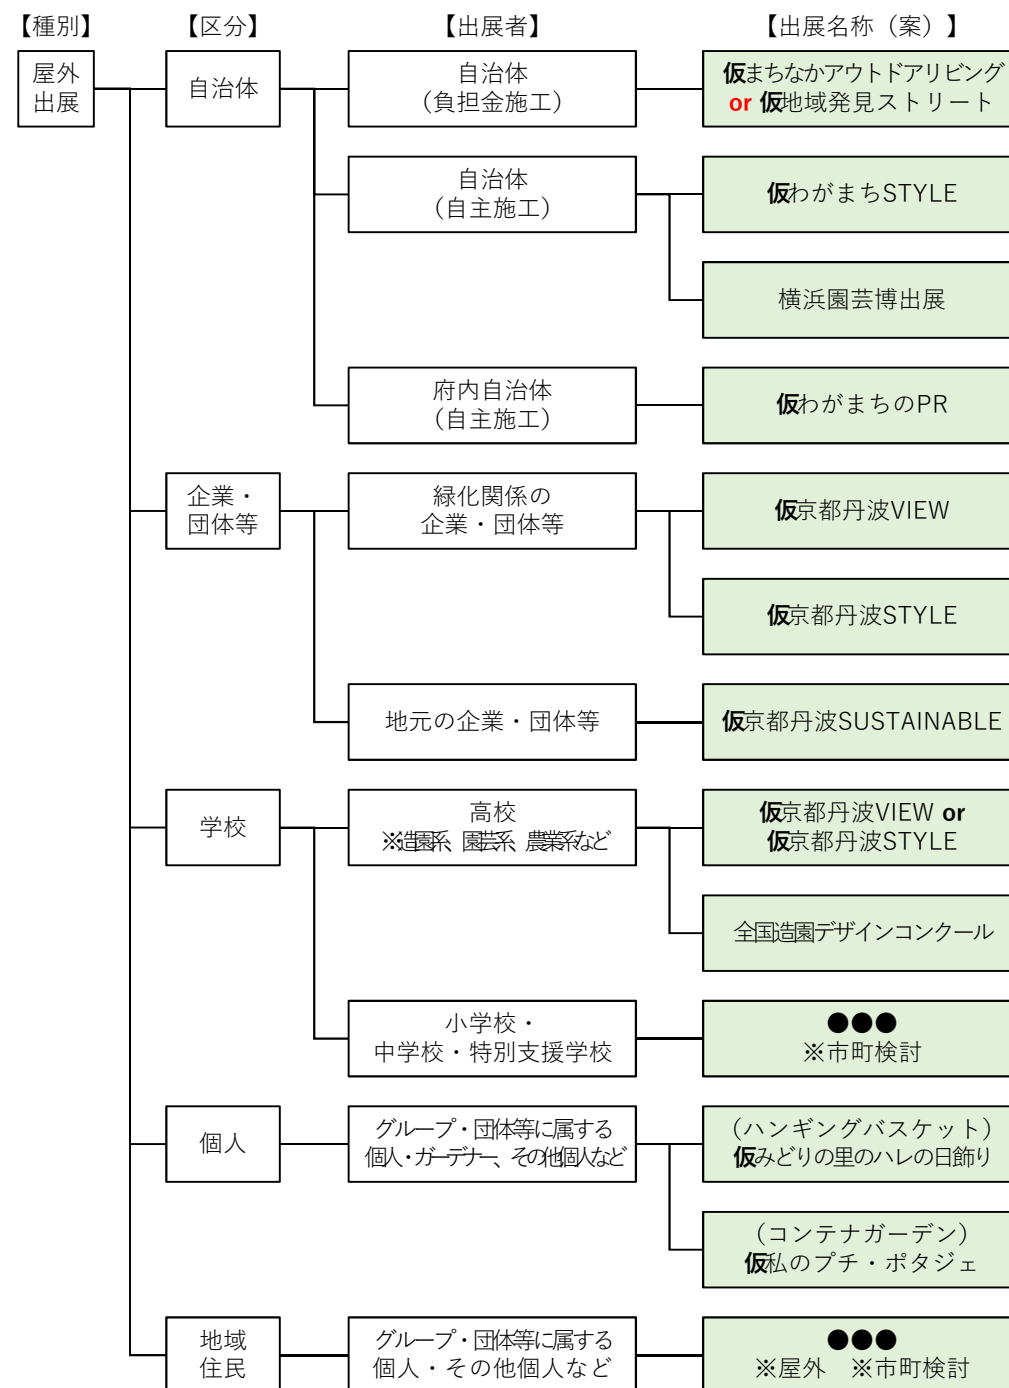 【種別】
【区分】
【出展者】
【出展名称（案）】
屋外
出展
自治体
自治体
（負担金施工）
仮まちなかアウトドアリビング
or 仮地域発見ストリート
自治体
（自主施工）
仮わがまちSTYLE
横浜園芸博出展
府内自治体
（自主施工）
仮わがまちのPR
企業・
団体等
緑化関係の
企業・団体等
仮京都丹波VIEW
仮京都丹波STYLE
地元の企業・団体等
仮京都丹波SUSTAINABLE
学校
高校
※造園系、園芸系、農業系など
仮京都丹波VIEW or
仮京都丹波STYLE
全国造園デザインコンクール
小学校・
中学校・特別支援学校
●●●
※市町検討
個人
グループ・団体等に属する
個人・ガーデナー、その他個人など
（ハンギングバスケット）
仮みどりの里のハレの日飾り
（コンテナガーデン）
仮私のプチ・ポタジェ
地域
住民
グループ・団体等に属する
個人・その他個人など
●●●
※屋外　※市町検討